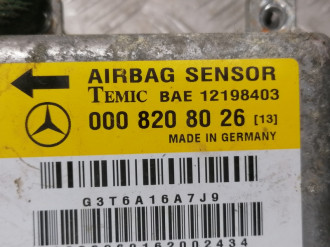 AIRBAG SENSOR
TEMIC BAE 12198403
000 820 80 26 [13]
MADE IN GERMANY
G3T6A16A7J9